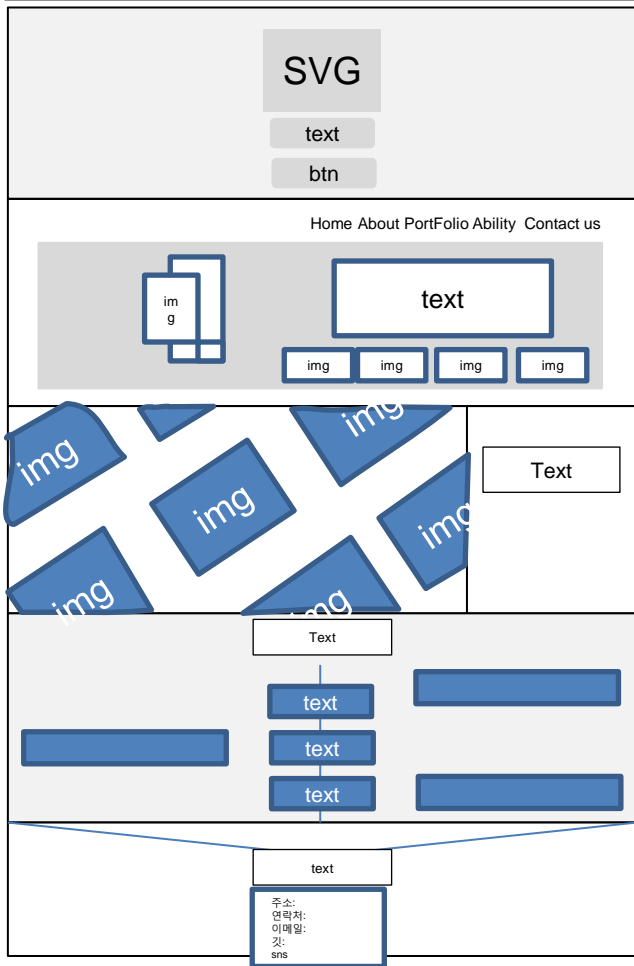 SVG
text
btn
Home About PortFolio Ability Contact us
im
g
text
img
img
img
img
img
img
img
img
img
img
Text
Text
text
text
text
text
주소:
연락처:
이메일:
깃:
sns